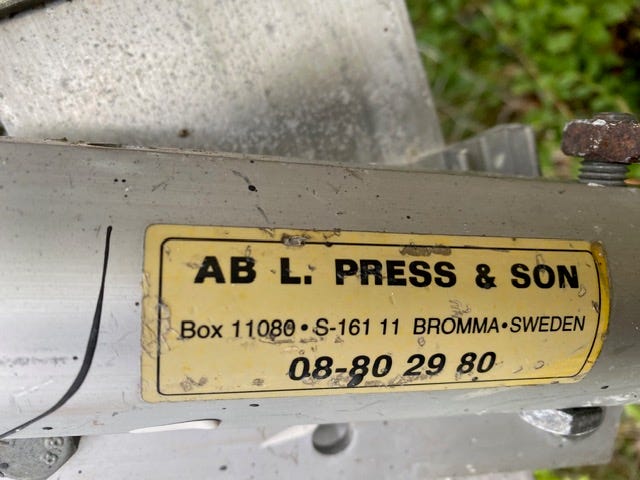 AB L. PRESS & SON
Box 11080 • S-161 11 BROMMA • SWEDEN
08-80 29 80